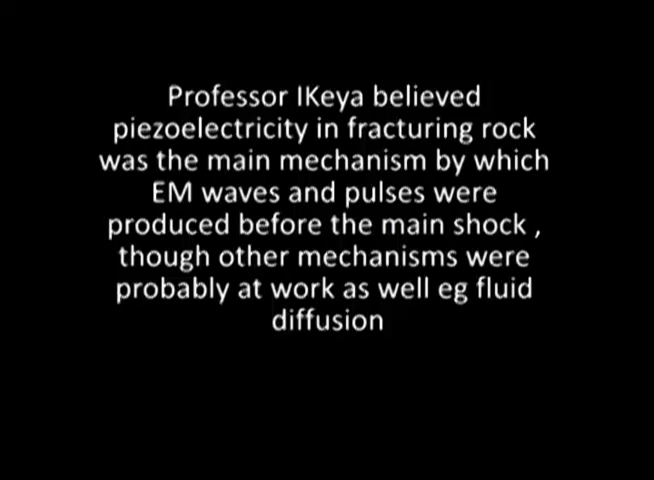 Professor IKeya believed
piezoelectricity in fracturing rock
was the main mechanism by which
EM waves and pulses were
produced before the main shock ,
though other mechanisms were
probably at work as well eg fluid
diffusion